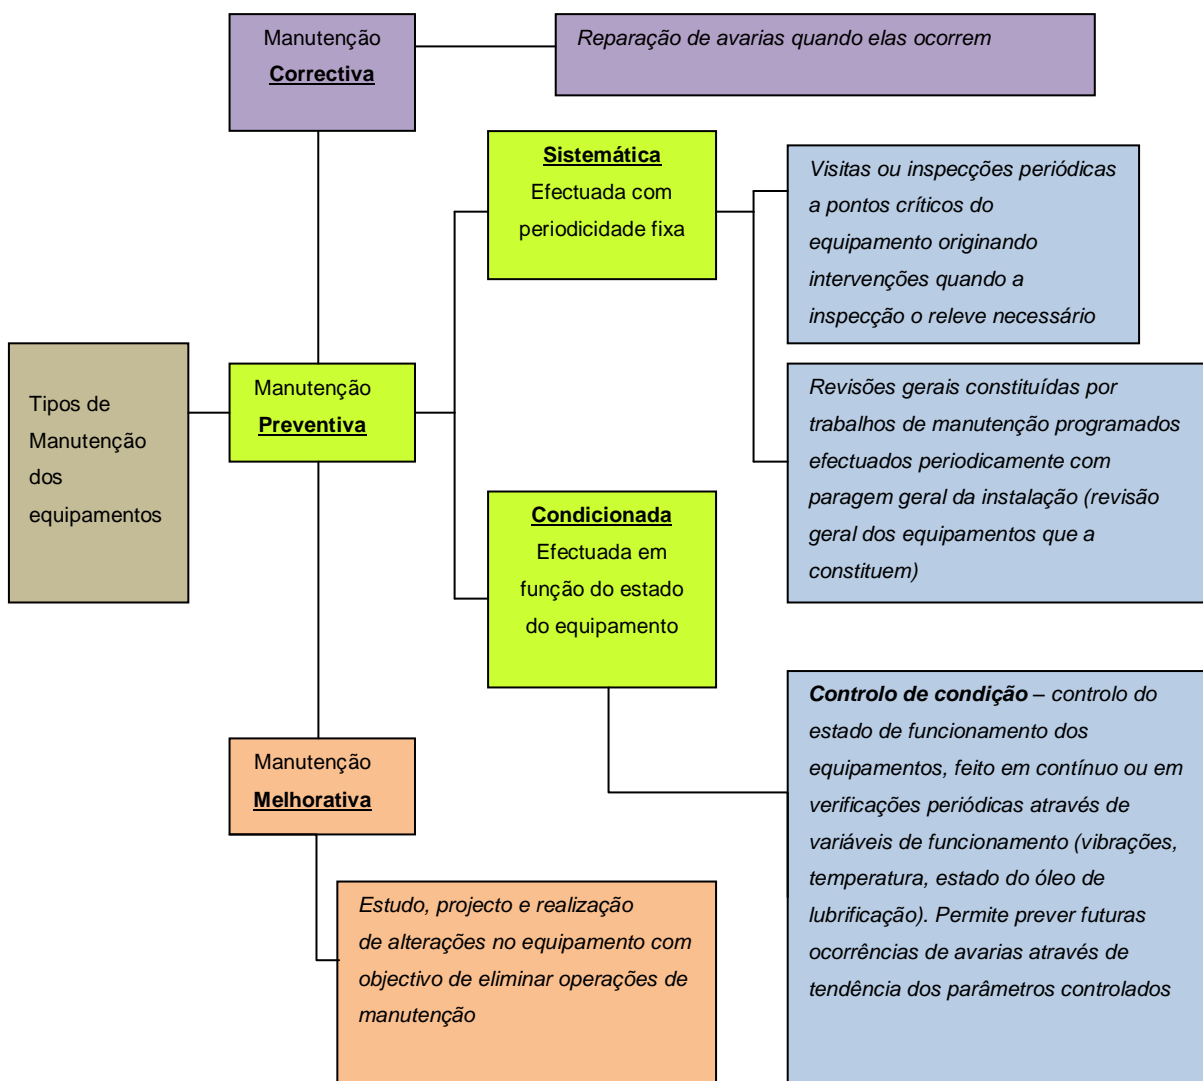 Manutenção
Correctiva
Reparação de avarias quando elas ocorrem
Sistemática
Efectuada com
periodicidade fixa
Visitas ou inspecções periódicas
a pontos críticos do
equipamento originando
intervenções quando a
inspecção o releve necessário
Tipos de
Manutenção
dos
equipamentos
Manutenção
Preventiva
Revisões gerais constituídas por
trabalhos de manutenção programados
efectuados periodicamente com
paragem geral da instalação (revisão
geral dos equipamentos que a
constituem)
Condicionada
Efectuada em
função do estado
do equipamento
Controlo de condição – controlo do
estado de funcionamento dos
equipamentos, feito em contínuo ou em
verificações periódicas através de
variáveis de funcionamento (vibrações,
temperatura, estado do óleo de
lubrificação). Permite prever futuras
ocorrências de avarias através de
tendência dos parâmetros controlados
Manutenção
Melhorativa
Estudo, projecto e realização
de alterações no equipamento com
objectivo de eliminar operações de
manutenção